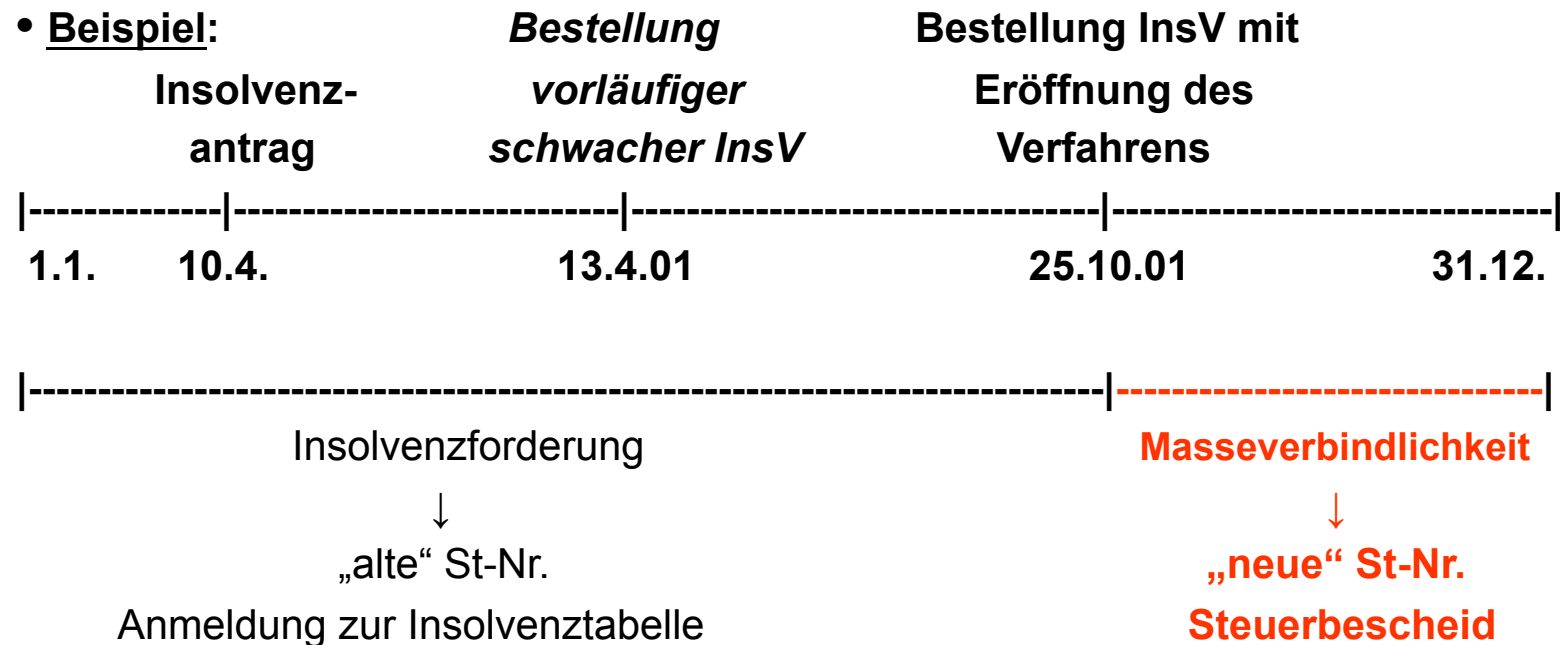 • Beispiel: Bestellung Bestellung InsV mit
Insolvenz- vorläufiger Eröffnung des
antrag schwacher InsV Verfahrens
|--------------|----------------------------|----------------------------------|--------------------------------|
1.1. 10.4. 13.4.01 25.10.01 31.12.
|------------------------------------------------------------------------------|-------------------------------|
Insolvenzforderung Masseverbindlichkeit
↓ ↓
„alte“ St-Nr. „neue“ St-Nr.
Anmeldung zur Insolvenztabelle Steuerbescheid